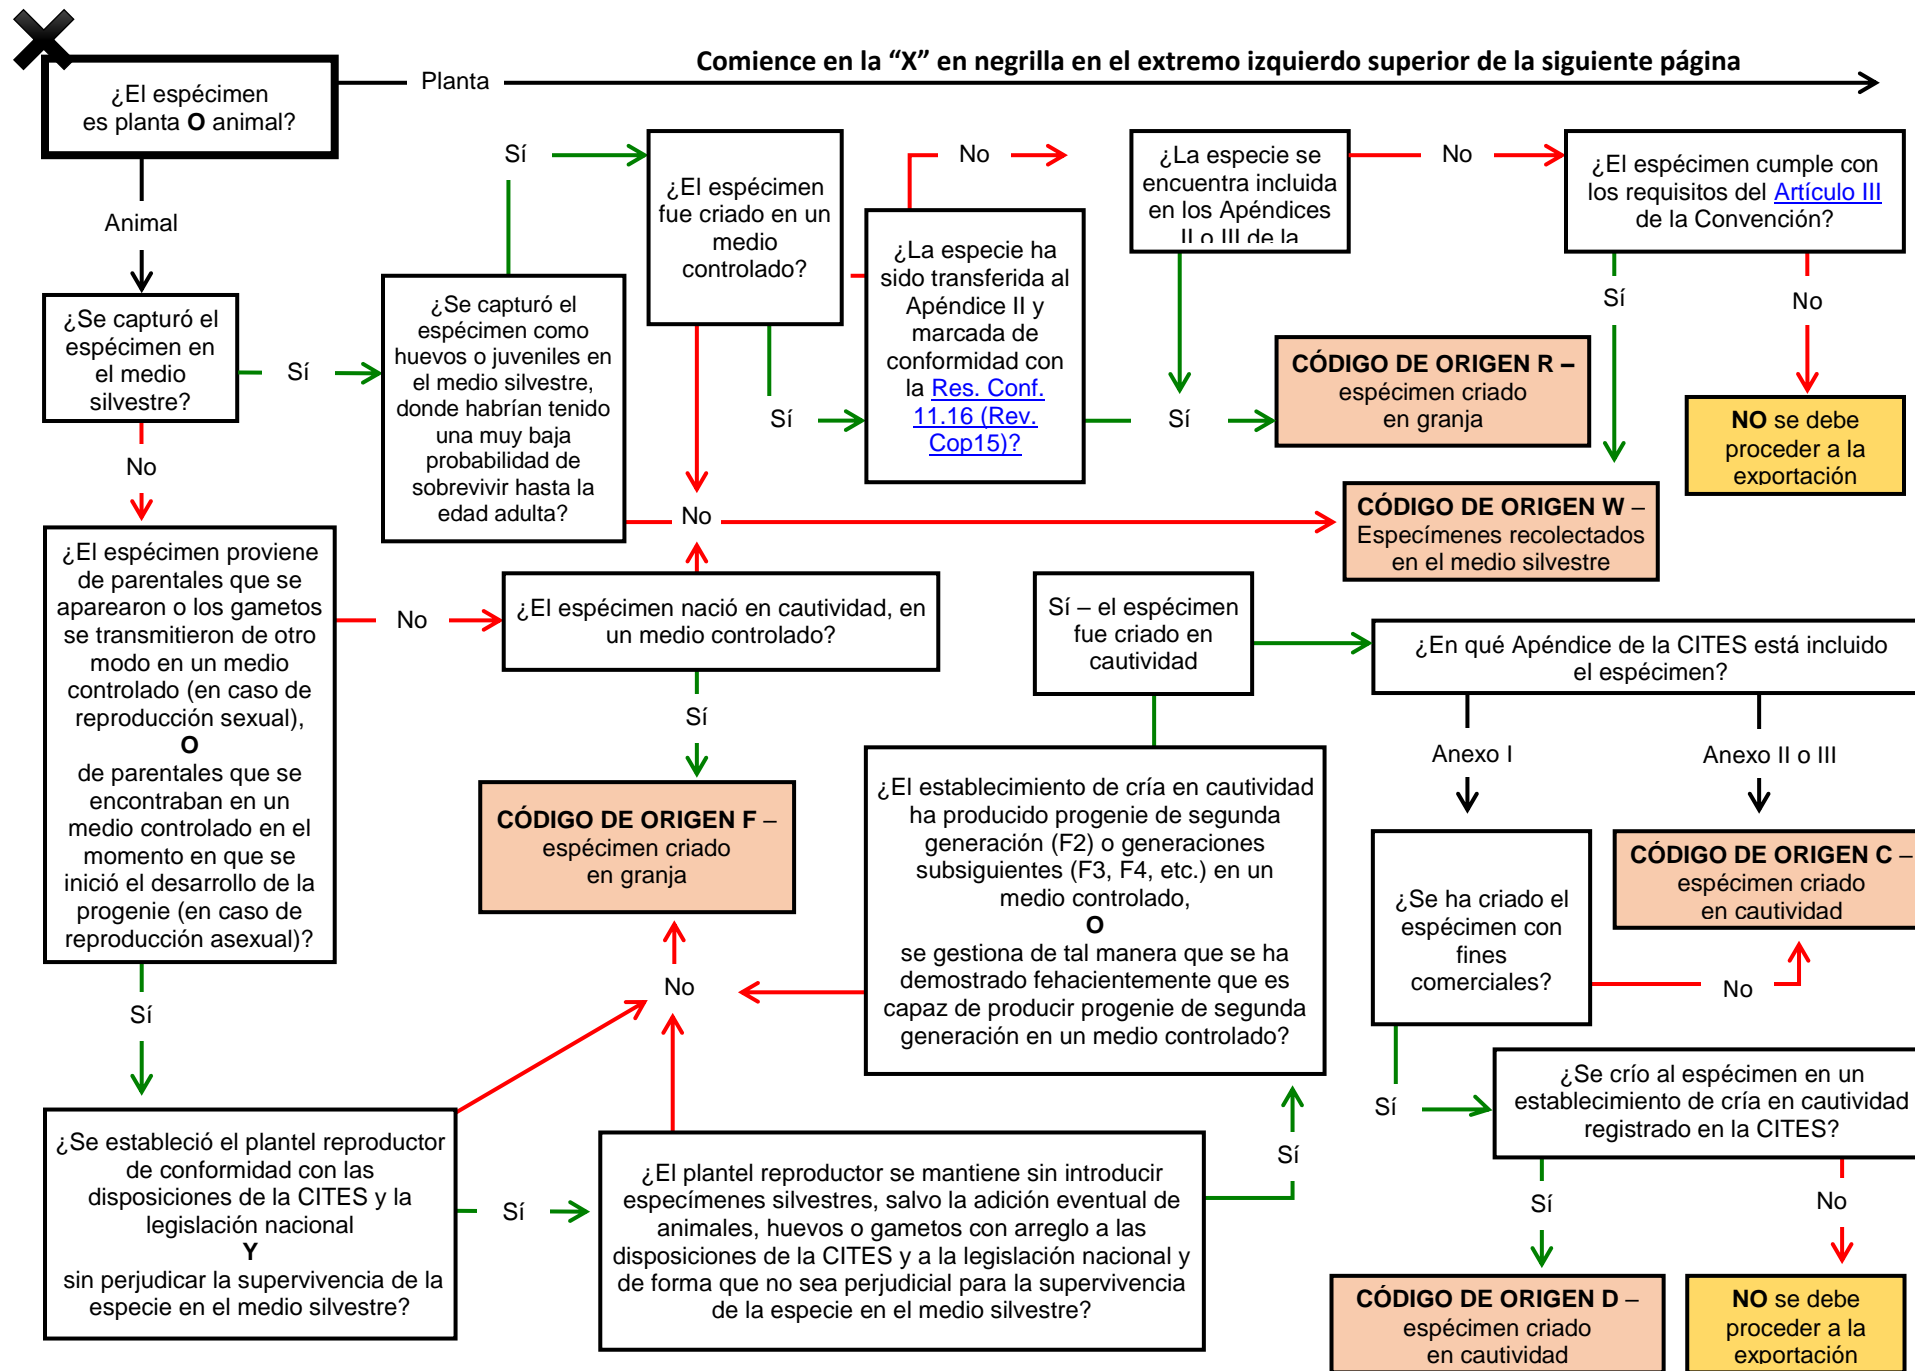 Comience en la “X” en negrilla en el extremo izquierdo superior de la siguiente página
¿El espécimen
es planta O animal?
Planta
Animal
¿Se capturó el
espécimen en
el medio
silvestre?
Sí
No
¿Se capturó el
espécimen como
huevos o juveniles en
el medio silvestre,
donde habrían tenido
una muy baja
probabilidad de
sobrevivir hasta la
edad adulta?
Sí
¿El espécimen
fue criado en un
medio
controlado?
Sí
No
¿La especie ha
sido transferida al
Apéndice II y
marcada de
conformidad con
la Res. Conf.
11.16 (Rev.
Cop15)?
No
¿La especie se
encuentra incluida
en los Apéndices
II o III de la
Sí
No
¿El espécimen cumple con
los requisitos del Artículo III
de la Convención?
Sí
No
CÓDIGO DE ORIGEN R –
espécimen criado
en granja
NO se debe
proceder a la
exportación
CÓDIGO DE ORIGEN W –
Especímenes recolectados
en el medio silvestre
¿El espécimen proviene
de parentales que se
aparearon o los gametos
se transmitieron de otro
modo en un medio
controlado (en caso de
reproducción sexual),
O
de parentales que se
encontraban en un
medio controlado en el
momento en que se
inició el desarrollo de la
progenie (en caso de
reproducción asexual)?
No
Sí
¿El espécimen nació en cautividad, en
un medio controlado?
Sí
CÓDIGO DE ORIGEN F –
espécimen criado
en granja
No
Sí – el espécimen
fue criado en
cautividad
¿En qué Apéndice de la CITES está incluido
el espécimen?
Anexo I
Anexo II o III
¿El establecimiento de cría en cautividad
ha producido progenie de segunda
generación (F2) o generaciones
subsiguientes (F3, F4, etc.) en un
medio controlado,
O
se gestiona de tal manera que se ha
demostrado fehacientemente que es
capaz de producir progenie de segunda
generación en un medio controlado?
¿Se ha criado el
espécimen con
fines
comerciales?
CÓDIGO DE ORIGEN C –
espécimen criado
en cautividad
No
Sí
¿Se estableció el plantel reproductor
de conformidad con las
disposiciones de la CITES y la
legislación nacional
Y
sin perjudicar la supervivencia de la
especie en el medio silvestre?
Sí
¿El plantel reproductor se mantiene sin introducir
especímenes silvestres, salvo la adición eventual de
animales, huevos o gametos con arreglo a las
disposiciones de la CITES y a la legislación nacional y
de forma que no sea perjudicial para la supervivencia
de la especie en el medio silvestre?
Sí
¿Se crío al espécimen en un
establecimiento de cría en cautividad
registrado en la CITES?
Sí
No
CÓDIGO DE ORIGEN D –
espécimen criado
en cautividad
NO se debe
proceder a la
exportación